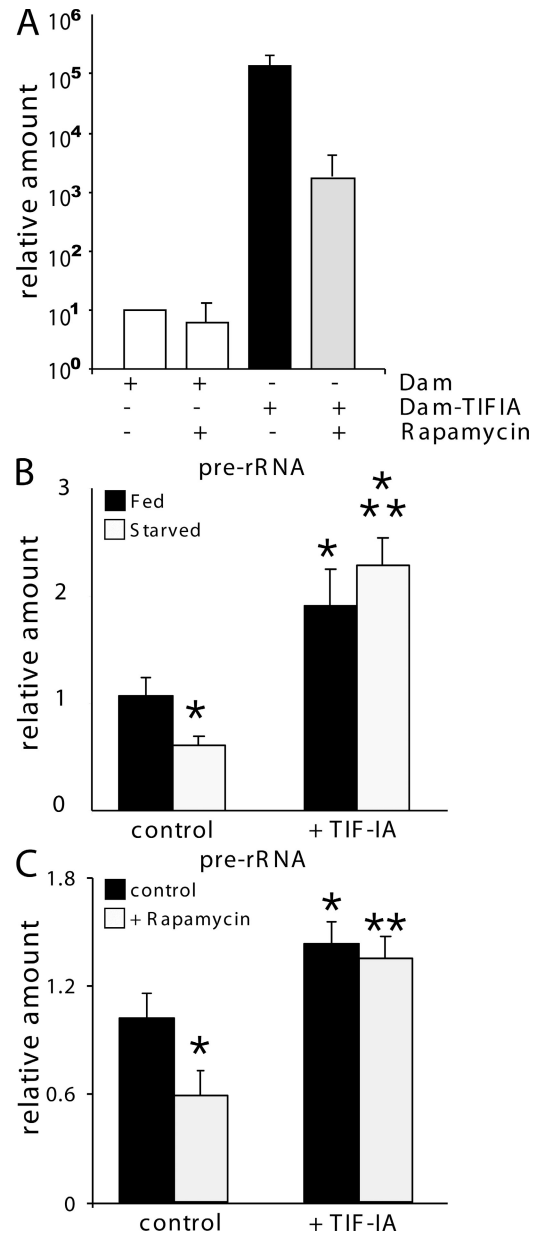 A
relative amount
10⁶
10⁵
10⁴
10³
10²
10¹
10⁰
+ + - - Dam
- - + + Dam-TIFIA
- + - + Rapamycin
B
pre-rRNA
relative amount
3
2
1
0
Fed
Starved
*
*
*
**
control + TIF-IA
C
pre-rRNA
relative amount
1.8
1.2
0.6
0
control
+ Rapamycin
*
*
**
control + TIF-IA